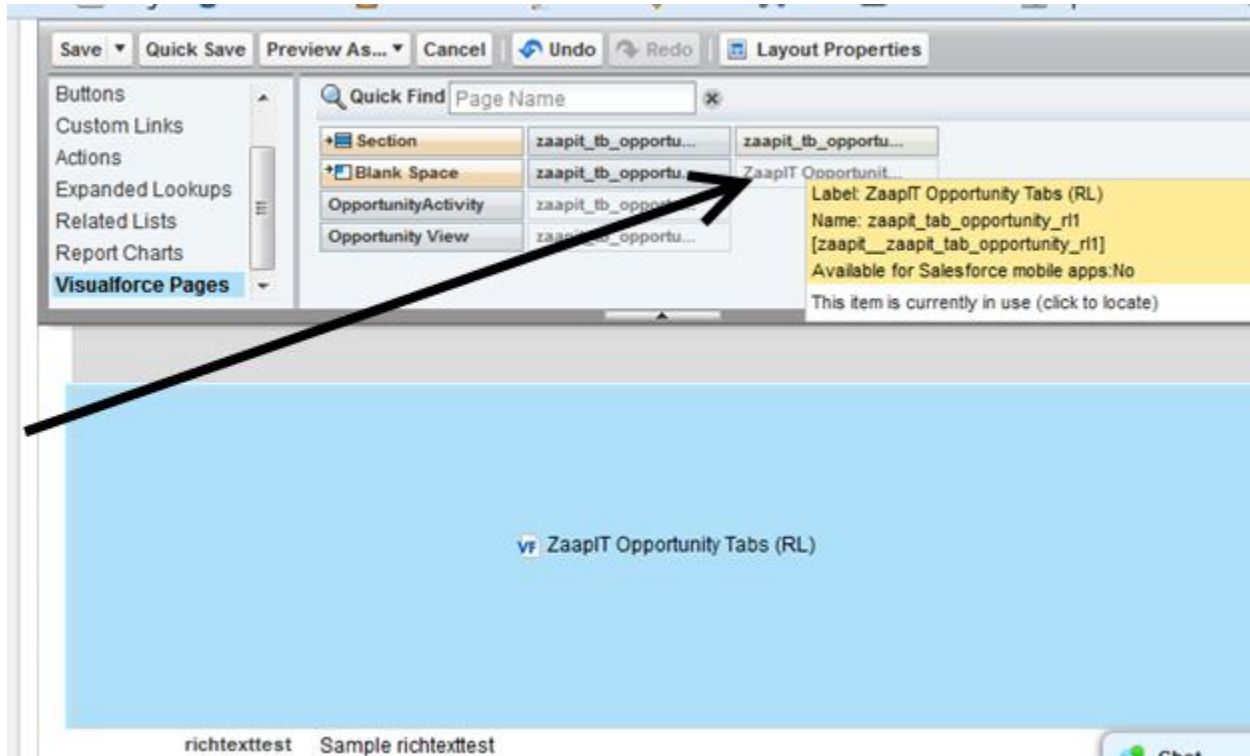 Save Quick Save Preview As... Cancel Undo Redo Layout Properties
Buttons
Custom Links
Actions
Expanded Lookups
Related Lists
Report Charts
Visualforce Pages
Quick Find Page Name
Section zaapit_tb_opportu... zaapit_tb_opportu...
Blank Space zaapit_tb_opportu... ZaapIT Opportunit...
OpportunityActivity zaapit_tb_opportu...
Opportunity View zaapit_tb_opportu...
Label: ZaapIT Opportunity Tabs (RL)
Name: zaapit_tab_opportunity_rl1
[zaapit__zaapit_tab_opportunity_rl1]
Available for Salesforce mobile apps:No
This item is currently in use (click to locate)
VF ZaapIT Opportunity Tabs (RL)
richtexttest Sample richtexttest
Chat